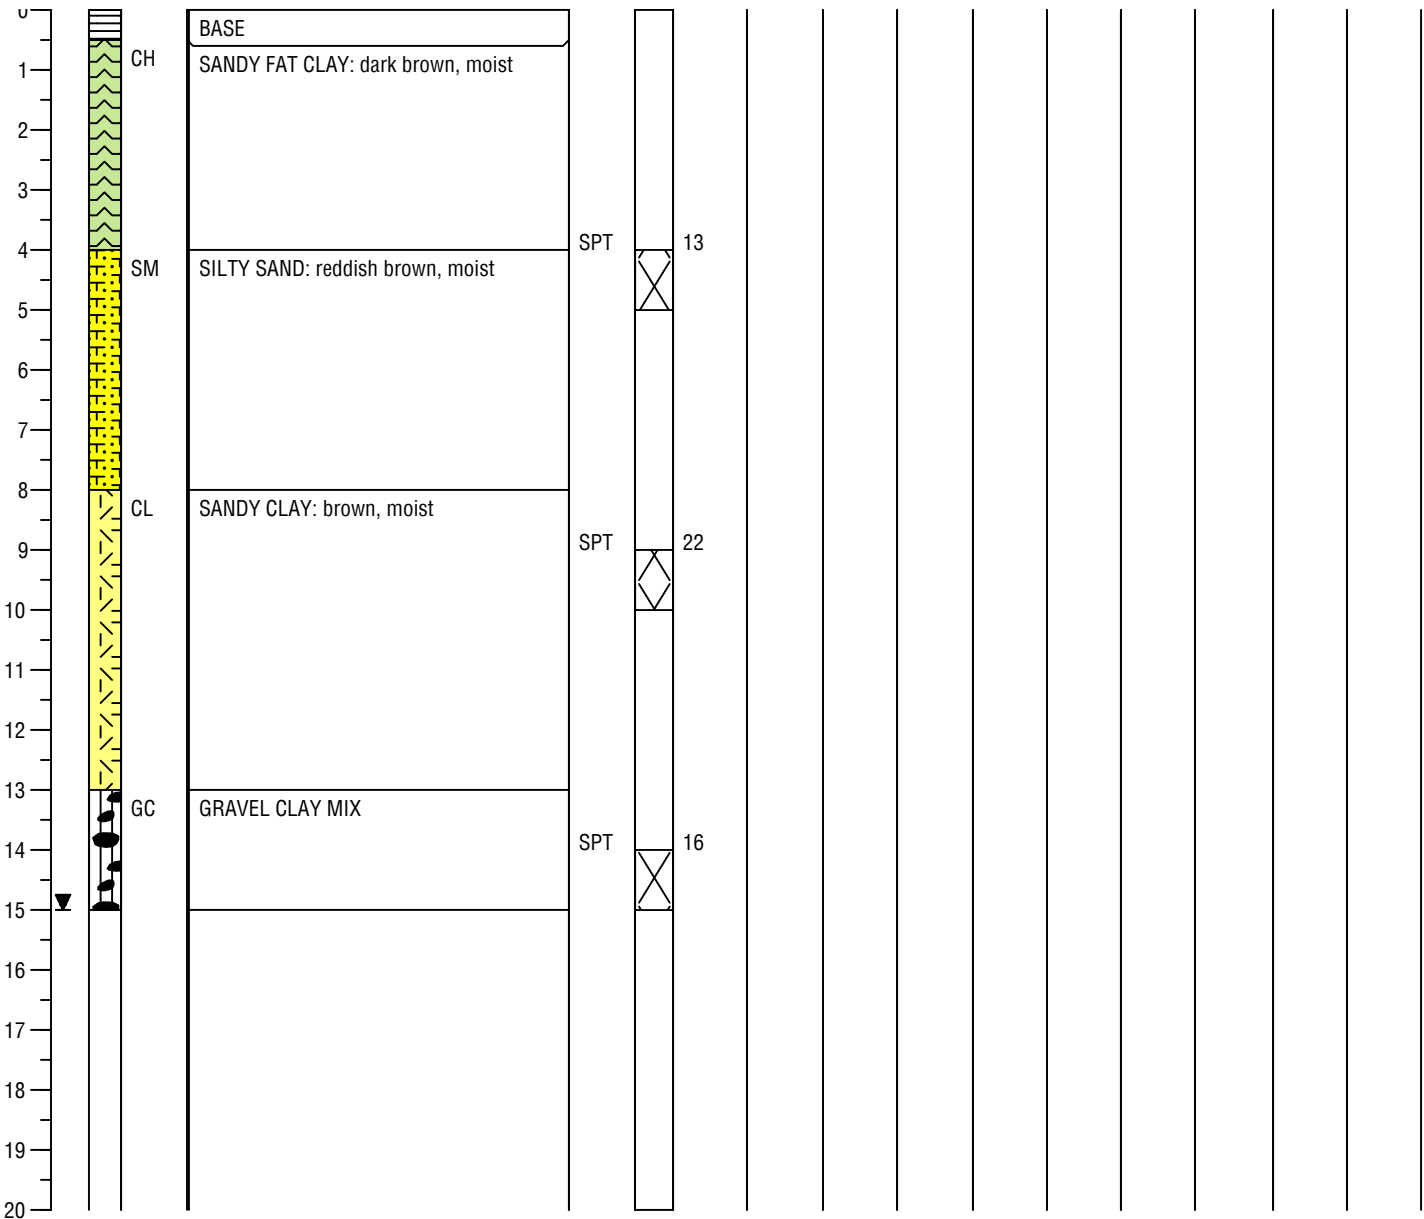 0
BASE
CH
SANDY FAT CLAY: dark brown, moist
1
2
3
SPT
13
4
SM
SILTY SAND: reddish brown, moist
5
6
7
8
CL
SANDY CLAY: brown, moist
SPT
22
9
10
11
12
13
GC
GRAVEL CLAY MIX
SPT
16
14
15
16
17
18
19
20